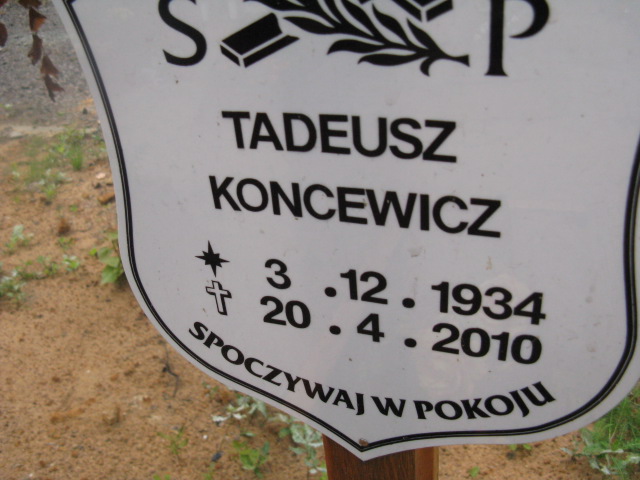 S P
TADEUSZ
KONCEWICZ
3 . 12 . 1934
20 . 4 . 2010
SPOCZYWAJ W POKOJU